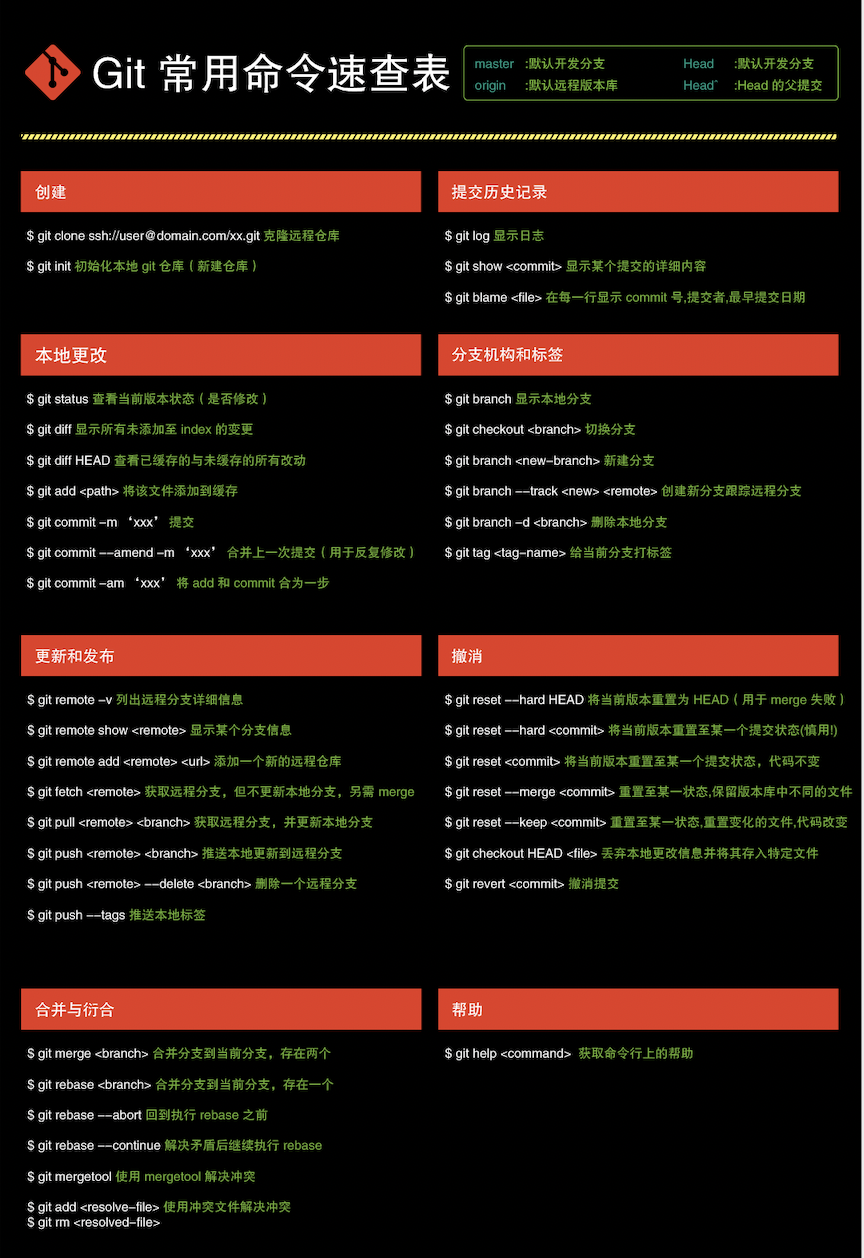 Git 常用命令速查表
master :默认开发分支 Head :默认开发分支
origin :默认远程版本库 Head^ :Head 的父提交
创建
$ git clone ssh://user@domain.com/xx.git 克隆远程仓库
$ git init 初始化本地 git 仓库（新建仓库）
提交历史记录
$ git log 显示日志
$ git show <commit> 显示某个提交的详细内容
$ git blame <file> 在每一行显示 commit 号,提交者,最早提交日期
本地更改
$ git status 查看当前版本状态（是否修改）
$ git diff 显示所有未添加至 index 的变更
$ git diff HEAD 查看已缓存的与未缓存的所有改动
$ git add <path> 将该文件添加到缓存
$ git commit -m ‘xxx’ 提交
$ git commit --amend -m ‘xxx’ 合并上一次提交（用于反复修改）
$ git commit -am ‘xxx’ 将 add 和 commit 合为一步
分支机构和标签
$ git branch 显示本地分支
$ git checkout <branch> 切换分支
$ git branch <new-branch> 新建分支
$ git branch --track <new> <remote> 创建新分支跟踪远程分支
$ git branch -d <branch> 删除本地分支
$ git tag <tag-name> 给当前分支打标签
更新和发布
$ git remote -v 列出远程分支详细信息
$ git remote show <remote> 显示某个分支信息
$ git remote add <remote> <url> 添加一个新的远程仓库
$ git fetch <remote> 获取远程分支，但不更新本地分支，另需 merge
$ git pull <remote> <branch> 获取远程分支，并更新本地分支
$ git push <remote> <branch> 推送本地更新到远程分支
$ git push <remote> --delete <branch> 删除一个远程分支
$ git push --tags 推送本地标签
撤消
$ git reset --hard HEAD 将当前版本重置为 HEAD（用于 merge 失败）
$ git reset --hard <commit> 将当前版本重置至某一个提交状态(慎用!)
$ git reset <commit> 将当前版本重置至某一个提交状态，代码不变
$ git reset --merge <commit> 重置至某一状态,保留版本库中不同的文件
$ git reset --keep <commit> 重置至某一状态,重置变化的文件,代码改变
$ git checkout HEAD <file> 丢弃本地更改信息并将其存入特定文件
$ git revert <commit> 撤消提交
合并与衍合
$ git merge <branch> 合并分支到当前分支，存在两个
$ git rebase <branch> 合并分支到当前分支，存在一个
$ git rebase --abort 回到执行 rebase 之前
$ git rebase --continue 解决矛盾后继续执行 rebase
$ git mergetool 使用 mergetool 解决冲突
$ git add <resolve-file> 使用冲突文件解决冲突
$ git rm <resolved-file>
帮助
$ git help <command> 获取命令行上的帮助